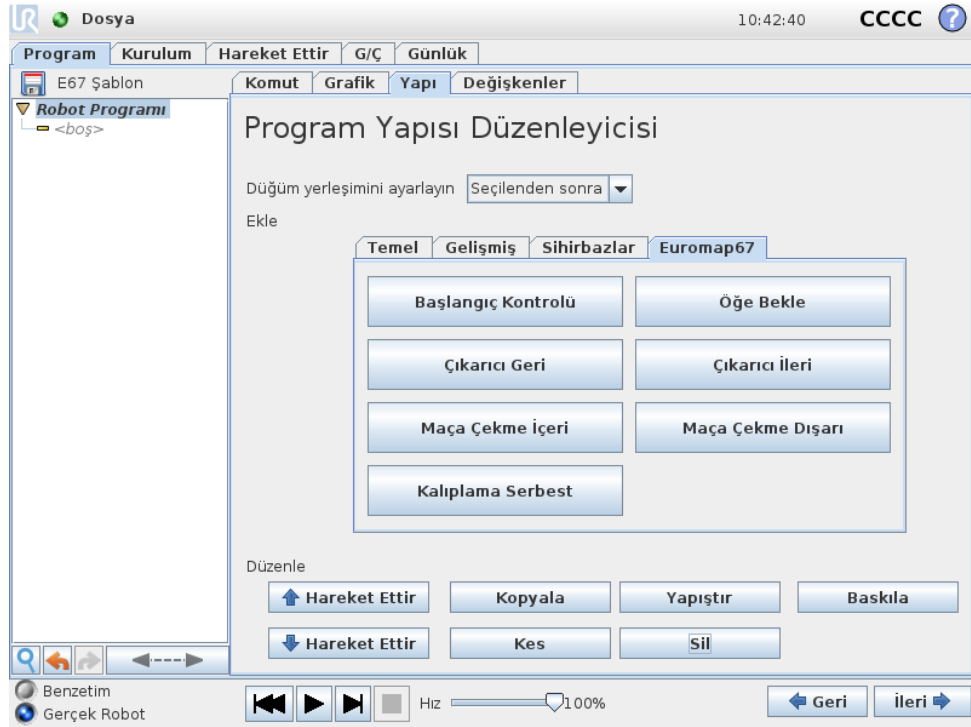 UR Dosya 10:42:40 CCCC ?
Program Kurulum Hareket Ettir G/Ç Günlük
E67 Şablon Komut Grafik Yapı Değişkenler
Robot Programı
<boş>
Program Yapısı Düzenleyicisi
Düğüm yerleşimini ayarlayın Seçilenden sonra
Ekle
Temel Gelişmiş Sihirbazlar Euromap67
Başlangıç Kontrolü Öğe Bekle
Çıkarıcı Geri Çıkarıcı İleri
Maça Çekme İçeri Maça Çekme Dışarı
Kalıplama Serbest
Düzenle
Hareket Ettir Kopyala Yapıştır Baskıla
Hareket Ettir Kes Sil
Benzetim
Gerçek Robot
Hız 100%
Geri İleri